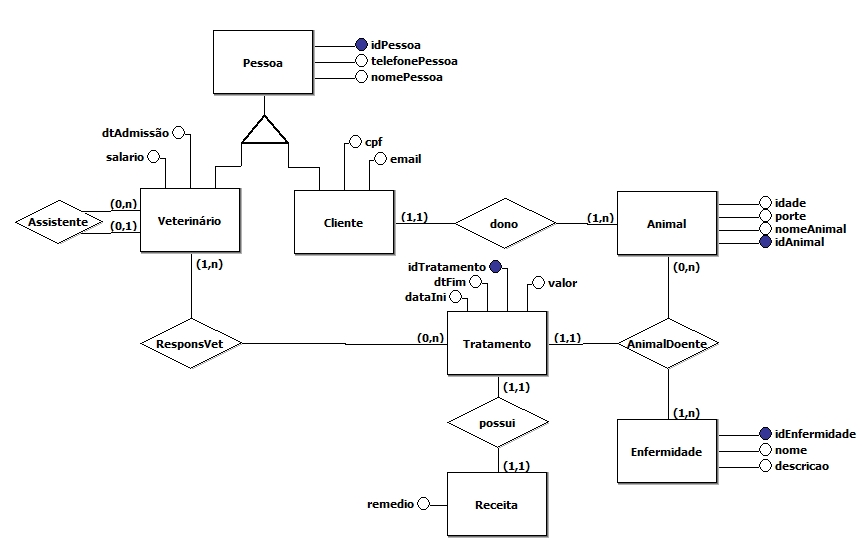 Pessoa
idPessoa
telefonePessoa
nomePessoa
dtAdmissão
salario
cpf
email
Assistente
(0,n)
(0,1)
Veterinário
Cliente
(1,1)
dono
(1,n)
Animal
idade
porte
nomeAnimal
idAnimal
(1,n)
(0,n)
idTratamento
dtFim
dataIni
valor
ResponsVet
(0,n)
Tratamento
(1,1)
AnimalDoente
(1,1)
possui
(1,n)
Enfermidade
idEnfermidade
nome
descricao
(1,1)
remedio
Receita